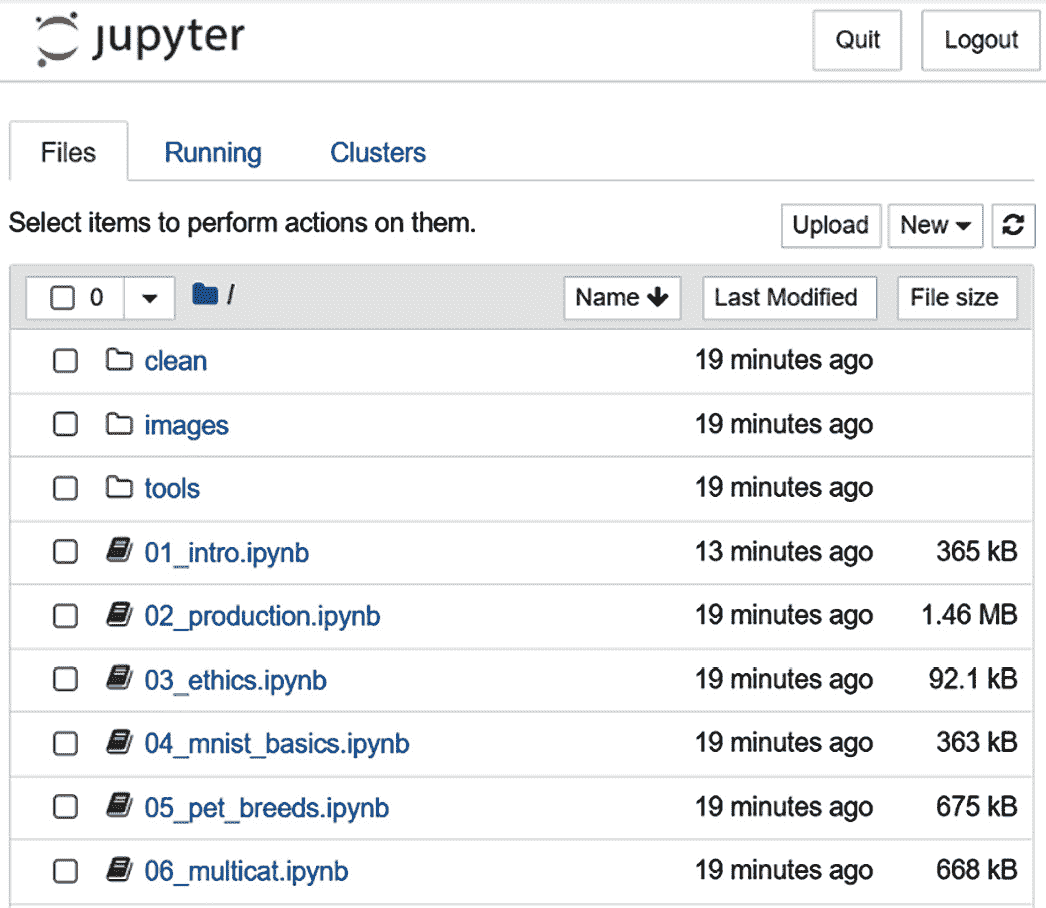 jupyter Quit Logout
Files Running Clusters
Select items to perform actions on them. Upload New
0 / Name Last Modified File size
clean 19 minutes ago
images 19 minutes ago
tools 19 minutes ago
01_intro.ipynb 13 minutes ago 365 kB
02_production.ipynb 19 minutes ago 1.46 MB
03_ethics.ipynb 19 minutes ago 92.1 kB
04_mnist_basics.ipynb 19 minutes ago 363 kB
05_pet_breeds.ipynb 19 minutes ago 675 kB
06_multicat.ipynb 19 minutes ago 668 kB